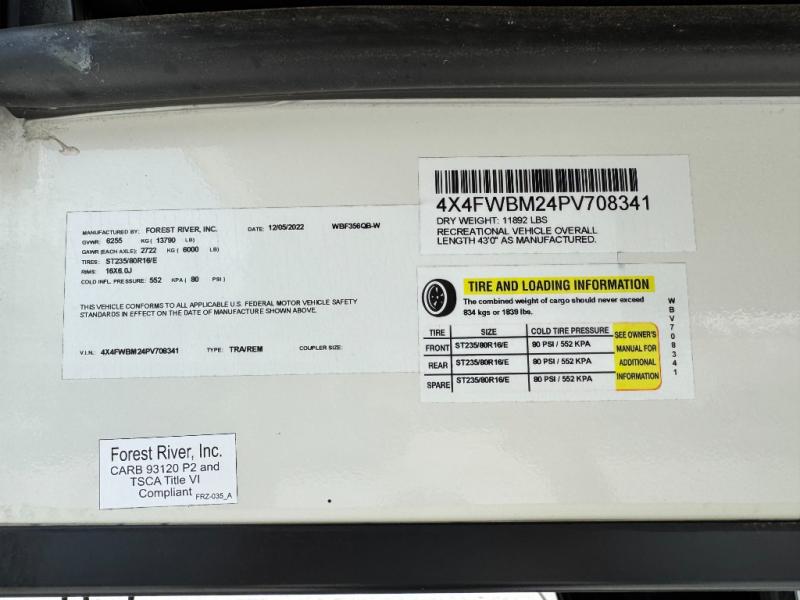 MANUFACTURED BY: FOREST RIVER, INC. DATE: 12/05/2022 WBF356QB-W
GVWR: 6255 KG ( 13790 LB)
GAWR (EACH AXLE): 2722 KG ( 6000 LB)
TIRES: ST235/80R16/E
RIMS: 16X6.0J
COLD INFL. PRESSURE: 552 KPA ( 80 PSI )
THIS VEHICLE CONFORMS TO ALL APPLICABLE U.S. FEDERAL MOTOR VEHICLE SAFETY
STANDARDS IN EFFECT ON THE DATE OF MANUFACTURE SHOWN ABOVE.
V.I.N.: 4X4FWBM24PV708341 TYPE: TRA/REM COUPLER SIZE:
4X4FWBM24PV708341
DRY WEIGHT: 11892 LBS
RECREATIONAL VEHICLE OVERALL
LENGTH 43'0" AS MANUFACTURED.
TIRE AND LOADING INFORMATION
The combined weight of cargo should never exceed
834 kgs or 1839 lbs.
TIRE SIZE COLD TIRE PRESSURE
FRONT ST235/80R16/E 80 PSI / 552 KPA
REAR ST235/80R16/E 80 PSI / 552 KPA
SPARE ST235/80R16/E 80 PSI / 552 KPA
SEE OWNER'S
MANUAL FOR
ADDITIONAL
INFORMATION
WBV708341
Forest River, Inc.
CARB 93120 P2 and
TSCA Title VI
Compliant FRZ-035_A